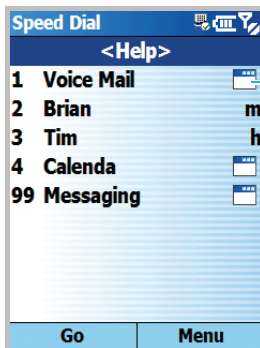 Speed Dial
<Help>
1 Voice Mail
2 Brian m
3 Tim h
4 Calenda
99 Messaging
Go Menu